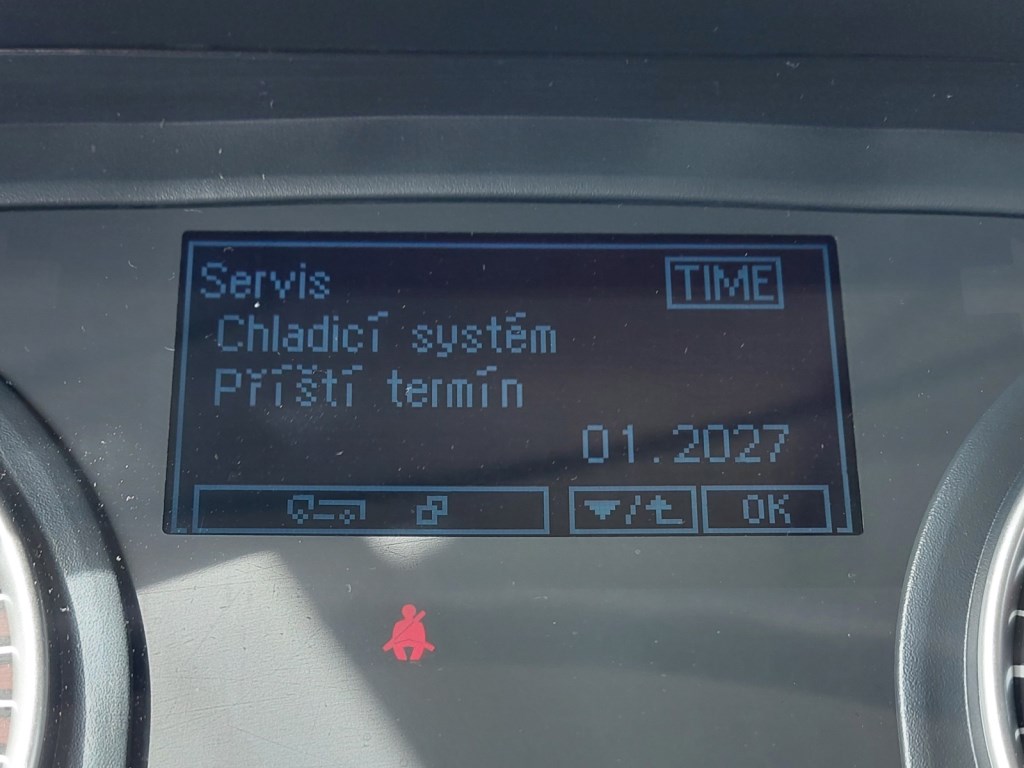 Servis TIME
Chladicí systém
Příští termín
01.2027
/ OK